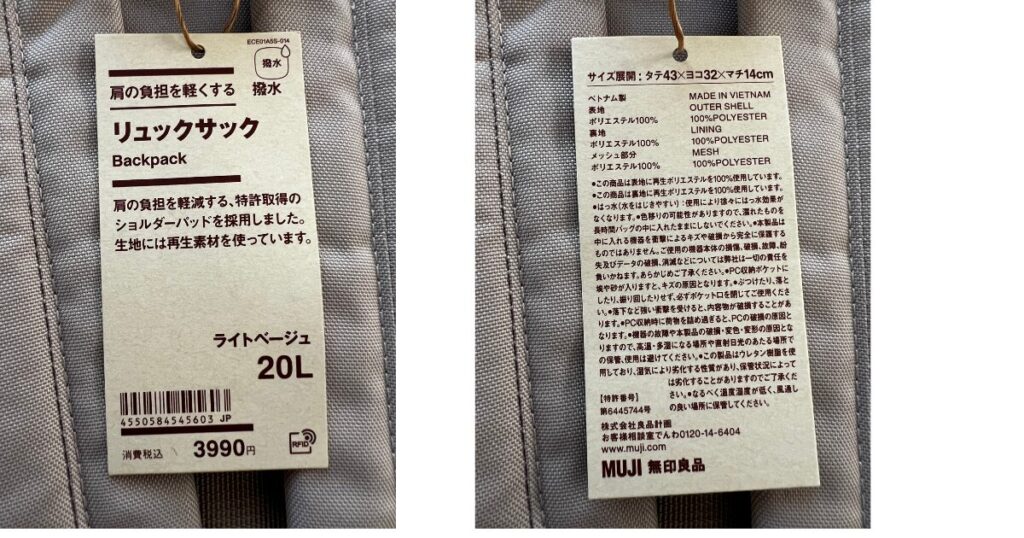 ECE01A5S-014
撥水
肩の負担を軽くする 撥水
リュックサック
Backpack
肩の負担を軽減する、特許取得の
ショルダーパッドを採用しました。
生地には再生素材を使っています。
ライトベージュ
20L
4550584545603 JP
消費税込 3990円
RFID
サイズ展開：タテ43×ヨコ32×マチ14cm
ベトナム製 MADE IN VIETNAM
表地 OUTER SHELL
ポリエステル100% 100%POLYESTER
裏地 LINING
ポリエステル100% 100%POLYESTER
メッシュ部分 MESH
ポリエステル100% 100%POLYESTER
●この商品は表地に再生ポリエステルを100%使用しています。
●この商品は裏地に再生ポリエステルを100%使用しています。
●はっ水(水をはじきやすい)：使用により徐々にはっ水効果が
なくなります。●色移りの可能性がありますので、濡れたものを
長時間バッグの中に入れたままにしないでください。●本製品は
中に入れる機器を衝撃によるキズや破損から完全に保護する
ものではありません。ご使用の機器本体の損傷、破損、故障、紛
失及びデータの破損、消滅などについては弊社は一切の責任を
負いかねます。あらかじめご了承ください。●PC収納ポケットに
埃や砂が入りますと、キズの原因となります。●ぶつけたり、落と
したり、振り回したりせず、必ずポケット口を閉じてご使用くださ
い。●落下など強い衝撃を受けると、内容物が破損することがあ
ります。●PC収納時に荷物を詰め過ぎると、PCの破損の原因と
なります。●機器の故障や本製品の破損・変色・変形の原因とな
りますので、高温・多湿になる場所や直射日光のあたる場所で
の保管、使用は避けてください。●この製品はウレタン樹脂を使
用しており、湿気により劣化する性質があり、保管状況によって
は劣化することがありますのでご了承くだ
さい。●なるべく温度湿度が低く、風通し
の良い場所に保管してください。
【特許番号】
第6445744号
株式会社良品計画
お客様相談室でんわ0120-14-6404
www.muji.com
MUJI 無印良品